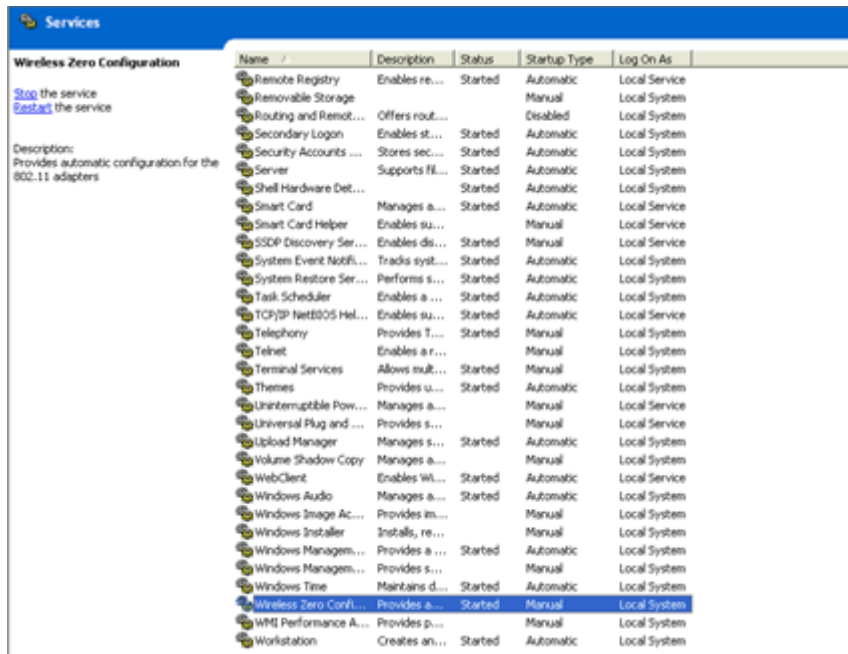 Services
Wireless Zero Configuration
Stop the service
Restart the service
Description:
Provides automatic configuration for the
802.11 adapters
Name Description Status Startup Type Log On As
Remote Registry Enables re... Started Automatic Local Service
Removable Storage Manual Local System
Routing and Remot... Offers rout... Disabled Local System
Secondary Logon Enables st... Started Automatic Local System
Security Accounts ... Stores sec... Started Automatic Local System
Server Supports fil... Started Automatic Local System
Shell Hardware Det... Started Automatic Local System
Smart Card Manages a... Started Automatic Local Service
Smart Card Helper Enables su... Manual Local Service
SSDP Discovery Ser... Enables dis... Started Manual Local Service
System Event Notifi... Tracks syst... Started Automatic Local System
System Restore Ser... Performs s... Started Automatic Local System
Task Scheduler Enables a ... Started Automatic Local System
TCP/IP NetBIOS Hel... Enables su... Started Automatic Local Service
Telephony Provides T... Started Manual Local System
Telnet Enables a r... Manual Local System
Terminal Services Allows mult... Started Manual Local System
Themes Provides u... Started Automatic Local System
Uninterruptible Pow... Manages a... Manual Local Service
Universal Plug and ... Provides s... Manual Local Service
Upload Manager Manages s... Started Automatic Local System
Volume Shadow Copy Manages a... Manual Local System
WebClient Enables Wi... Started Automatic Local Service
Windows Audio Manages a... Started Automatic Local System
Windows Image Ac... Provides im... Manual Local System
Windows Installer Installs, re... Manual Local System
Windows Managem... Provides a ... Started Automatic Local System
Windows Managem... Provides s... Manual Local System
Windows Time Maintains d... Started Automatic Local System
Wireless Zero Confi... Provides a... Started Manual Local System
WMI Performance A... Provides p... Manual Local System
Workstation Creates an... Started Automatic Local System